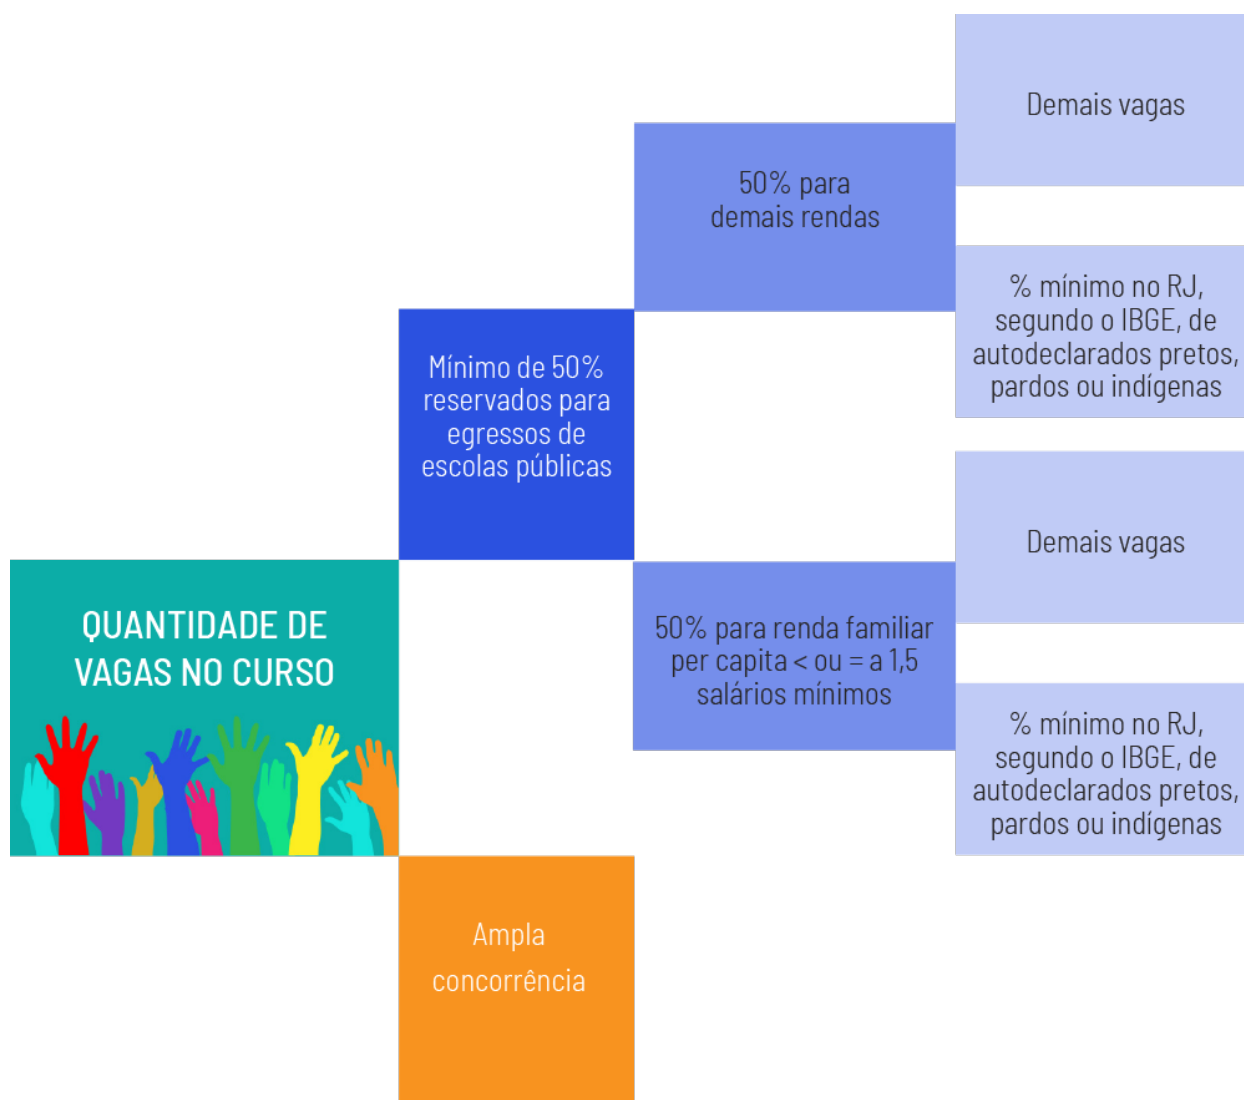 QUANTIDADE DE
VAGAS NO CURSO
Mínimo de 50%
reservados para
egressos de
escolas públicas
Ampla
concorrência
50% para
demais rendas
50% para renda familiar
per capita < ou = a 1,5
salários mínimos
Demais vagas
% mínimo no RJ,
segundo o IBGE, de
autodeclarados pretos,
pardos ou indígenas
Demais vagas
% mínimo no RJ,
segundo o IBGE, de
autodeclarados pretos,
pardos ou indígenas